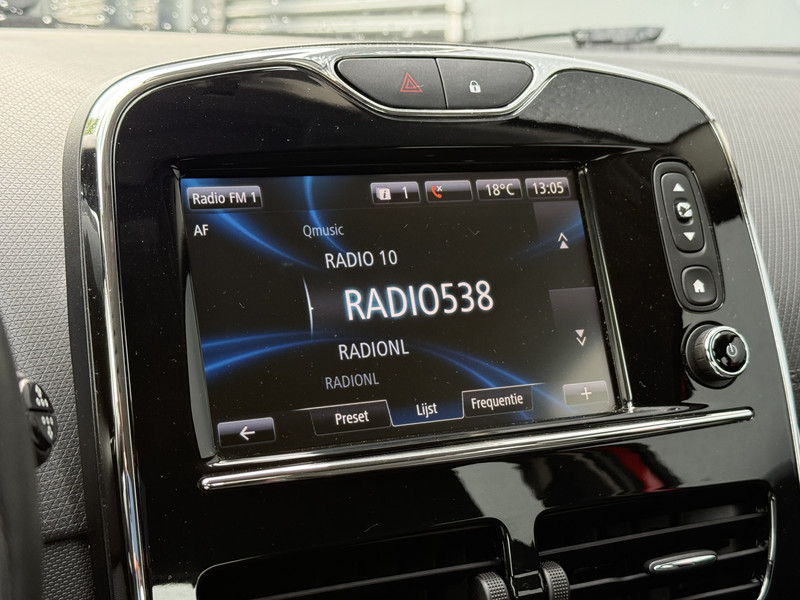 Radio FM 1
1
18°C
13:05
AF
Qmusic
RADIO 10
RADIO538
RADIONL
RADIONL
Preset
Lijst
Frequentie
+